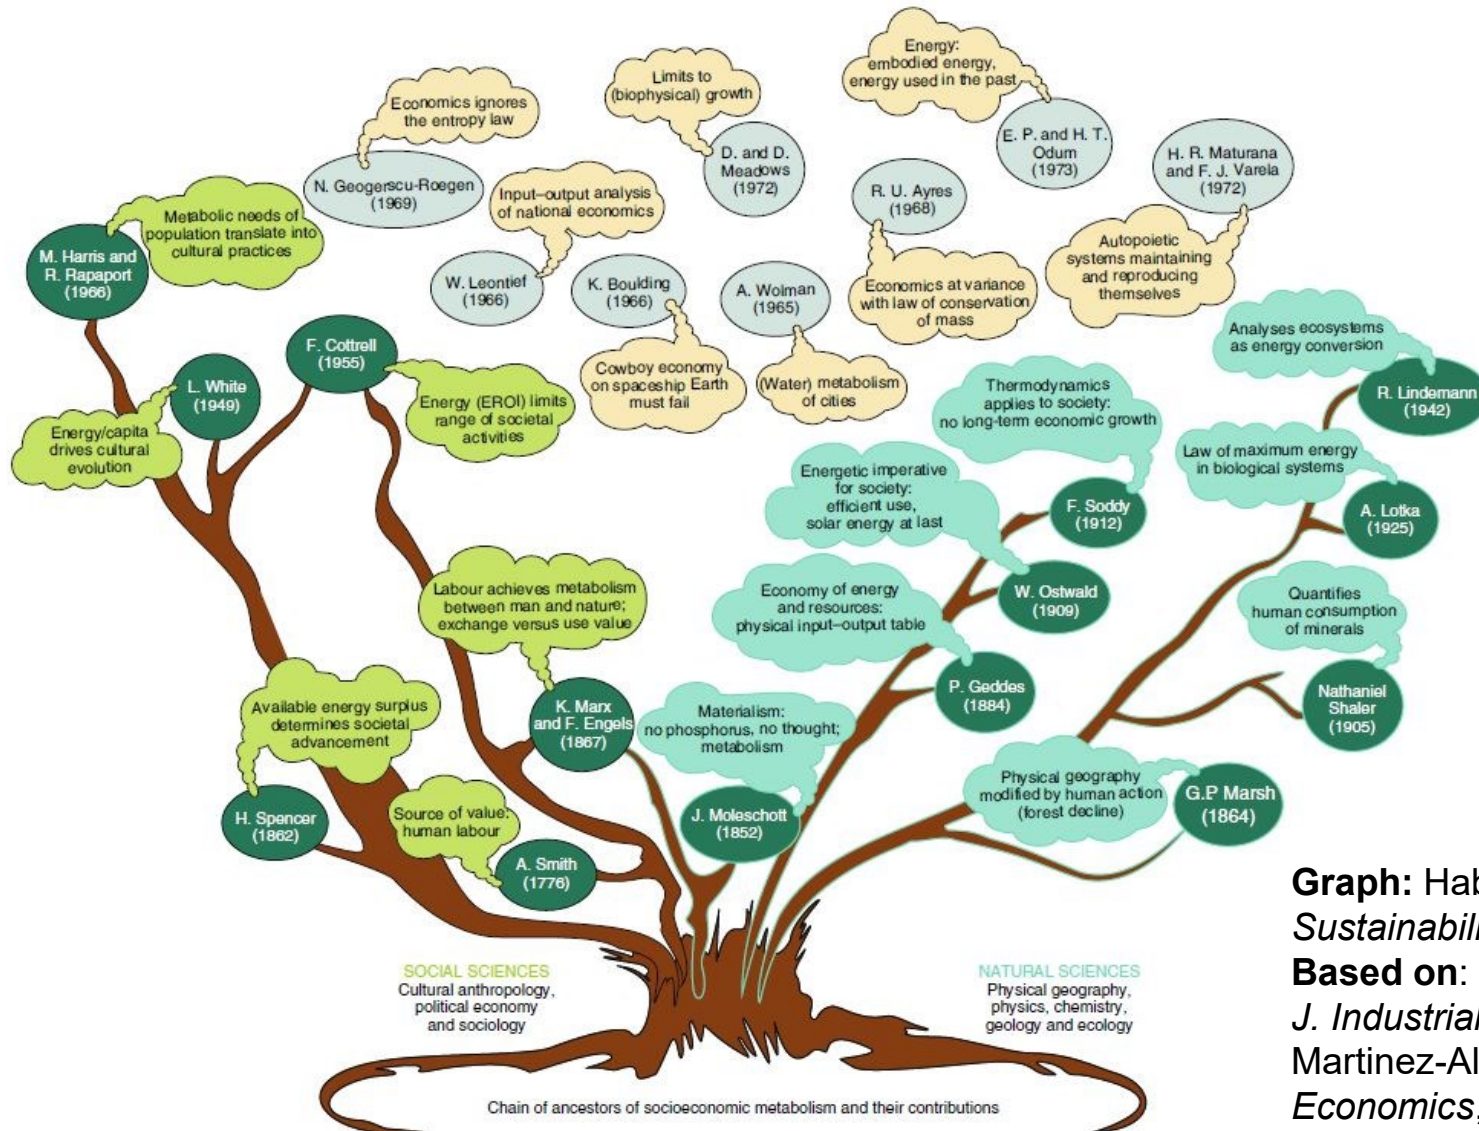 Energy:
embodied energy,
energy used in the past
E. P. and H. T.
Odum
(1973)
Limits to
(biophysical) growth
D. and D.
Meadows
(1972)
Economics ignores
the entropy law
N. Geogerscu-Roegen
(1969)
H. R. Maturana
and F. J. Varela
(1972)
Autopoietic
systems maintaining
and reproducing
themselves
R. U. Ayres
(1968)
Economics at variance
with law of conservation
of mass
Input–output analysis
of national economics
W. Leontief
(1966)
K. Boulding
(1966)
Cowboy economy
on spaceship Earth
must fail
A. Wolman
(1965)
(Water) metabolism
of cities
Metabolic needs of
population translate into
cultural practices
M. Harris and
R. Rapaport
(1966)
F. Cottrell
(1955)
Energy (EROI) limits
range of societal
activities
L. White
(1949)
Energy/capita
drives cultural
evolution
Analyses ecosystems
as energy conversion
R. Lindemann
(1942)
Thermodynamics
applies to society:
no long-term economic growth
F. Soddy
(1912)
Law of maximum energy
in biological systems
A. Lotka
(1925)
Energetic imperative
for society:
efficient use,
solar energy at last
W. Ostwald
(1909)
Economy of energy
and resources:
physical input–output table
P. Geddes
(1884)
Quantifies
human consumption
of minerals
Nathaniel
Shaler
(1905)
Labour achieves metabolism
between man and nature;
exchange versus use value
K. Marx
and F. Engels
(1867)
Available energy surplus
determines societal
advancement
H. Spencer
(1862)
Source of value:
human labour
A. Smith
(1776)
Materialism:
no phosphorus, no thought;
metabolism
J. Moleschott
(1852)
Physical geography
modified by human action
(forest decline)
G.P Marsh
(1864)
SOCIAL SCIENCES
Cultural anthropology,
political economy
and sociology
NATURAL SCIENCES
Physical geography,
physics, chemistry,
geology and ecology
Chain of ancestors of socioeconomic metabolism and their contributions
Graph: Hab
Sustainabili
Based on:
J. Industrial
Martinez-Al
Economics,